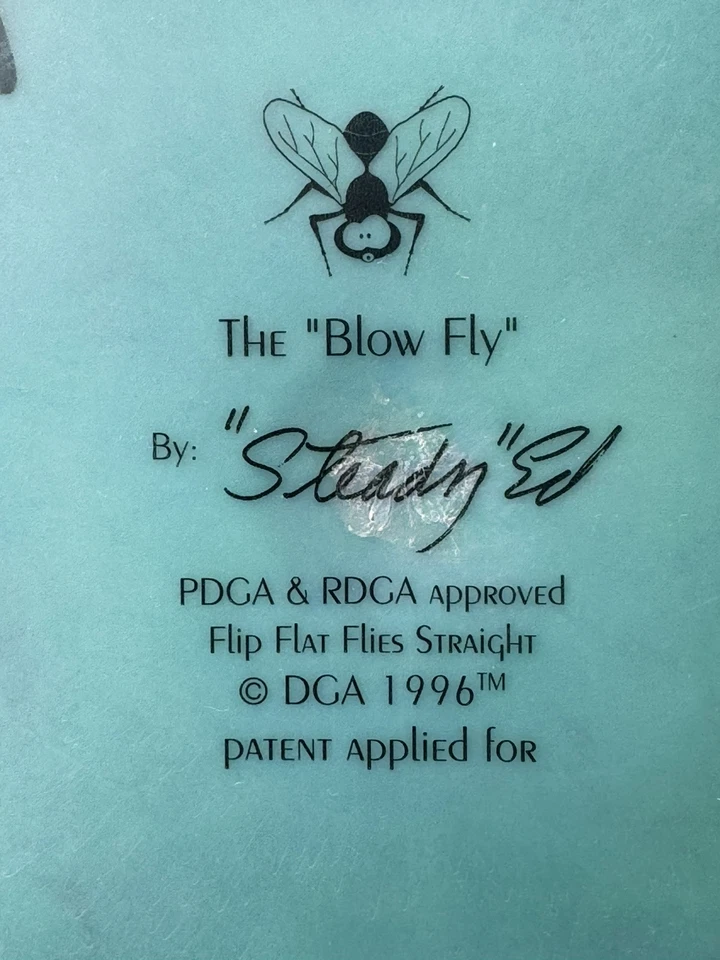 The "Blow Fly"
By: "Steady" Ed
PDGA & RDGA approved
Flip Flat Flies Straight
© DGA 1996™
patent applied for